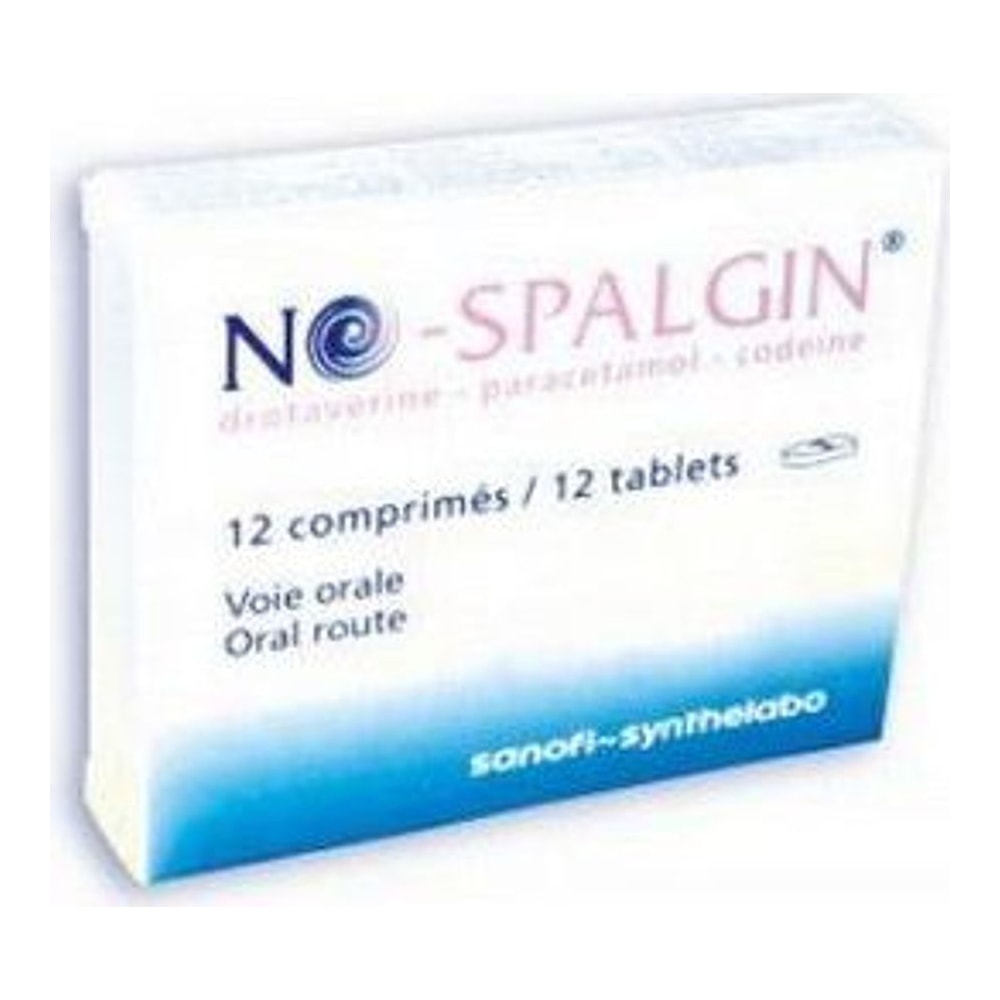 NO-SPALGIN®
drotaverine - paracetamol - codeine
12 comprimés / 12 tablets
Voie orale
Oral route
sanofi~synthelabo